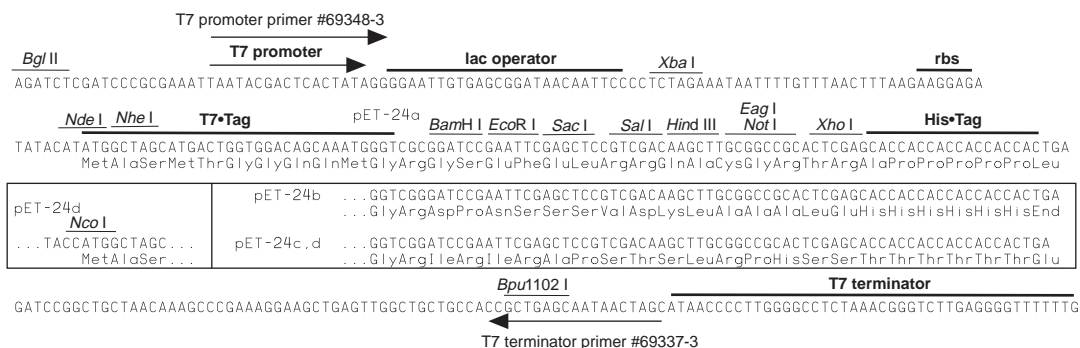 T7 promoter primer #69348-3
Bgl II T7 promoter lac operator Xba I rbs
AGATCTCGATCCCGCGAAATTAATACGACTCACTATAGGGGAATTGTGAGCGGATAACAATTCCCCTCTAGAAATAATTTTGTTTAACTTTAAGAAGGAGA
Nde I Nhe I T7•Tag pET-24a BamH I EcoR I Sac I Sal I Hind III Eag I Not I Xho I His•Tag
TATACATATGGCTAGCATGACTGGTGGACAGCAAATGGGTCGCGGATCCGAATTCGAGCTCCGTCGACAAGCTTGCGGCCGCACTCGAGCACCACCACCACCACCACTGA
MetAlaSerMetThrGlyGlyGlnGlnMetGlyArgGlySerGluPheGluLeuArgArgGlnAlaCysGlyArgThrArgAlaProProProProProLeu
pET-24d
Nco I
...TACCATGGCTAGC...
MetAlaSer...
pET-24b ...GGTCGGGATCCGAATTCGAGCTCCGTCGACAAGCTTGCGGCCGCACTCGAGCACCACCACCACCACCACTGA
...GlyArgAspProAsnSerSerSerValAspLysLeuAlaAlaAlaLeuGluHisHisHisHisHisHisEnd
pET-24c,d ...GGTCGGATCCGAATTCGAGCTCCGTCGACAAGCTTGCGGCCGCACTCGAGCACCACCACCACCACCACTGA
...GlyArgIleArgIleArgAlaProSerThrSerLeuArgProHisSerSerThrThrThrThrThrThrGlu
Bpu1102 I T7 terminator
GATCCGGCTGCTAACAAAGCCCGAAAGGAAGCTGAGTTGGCTGCTGCCACCGCTGAGCAATAACTAGCATAACCCCTTGGGGCCTCTAAACGGGTCTTGAGGGGTTTTTTG
T7 terminator primer #69337-3